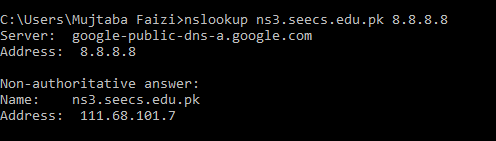 C:\Users\Mujtaba Faizi>nslookup ns3.seecs.edu.pk 8.8.8.8
Server:  google-public-dns-a.google.com
Address:  8.8.8.8
Non-authoritative answer:
Name:    ns3.seecs.edu.pk
Address:  111.68.101.7